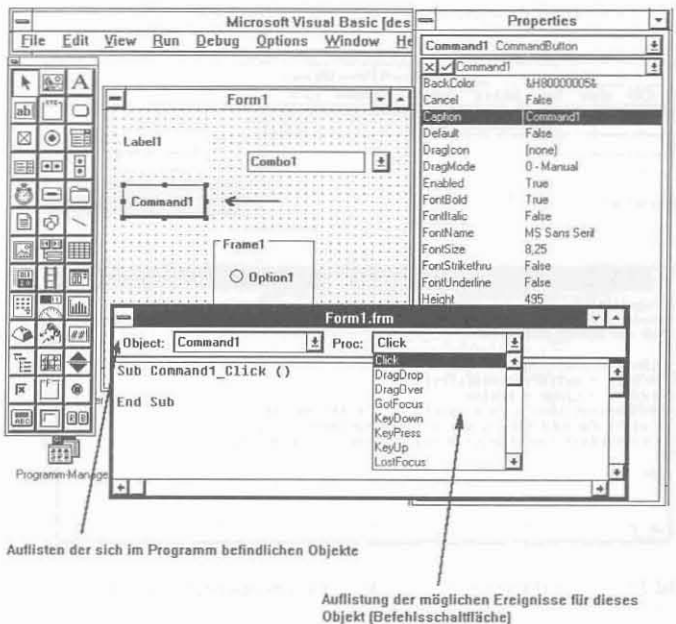 Microsoft Visual Basic [des
File Edit View Run Debug Options Window He
Properties
Command1 CommandButton
Command1
BackColor &H80000005&
Cancel False
Caption Command1
Default False
DragIcon (none)
DragMode 0 - Manual
Enabled True
FontBold True
FontItalic False
FontName MS Sans Serif
FontSize 8,25
FontStrikethru False
FontUnderline False
Height 495
A
ab
Form1
Label1
Combo1
Command1
Frame1
Option1
Form1.frm
Object: Command1 Proc: Click
Click
DragDrop
DragOver
GotFocus
KeyDown
KeyPress
KeyUp
LostFocus
Sub Command1_Click ()
End Sub
Programm-Manage
Auflisten der sich im Programm befindlichen Objekte
Auflistung der möglichen Ereignisse für dieses
Objekt (Befehlsschaltfläche)